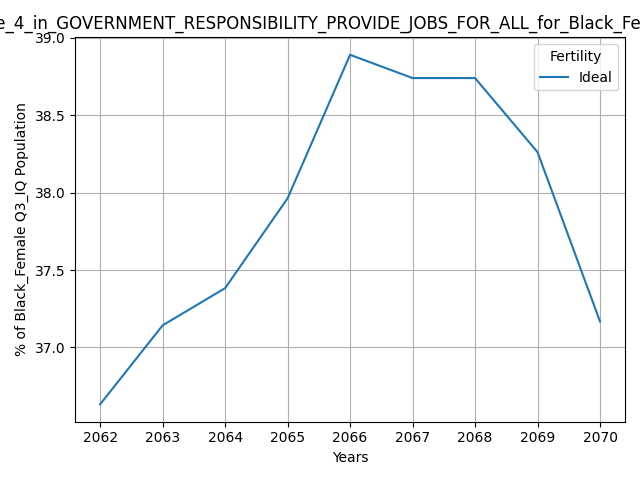 e_4_in_GOVERNMENT_RESPONSIBILITY_PROVIDE_JOBS_FOR_ALL_for_Black_Fe
Fertility
Ideal
% of Black_Female Q3_IQ Population
39.0
38.5
38.0
37.5
37.0
2062 2063 2064 2065 2066 2067 2068 2069 2070
Years